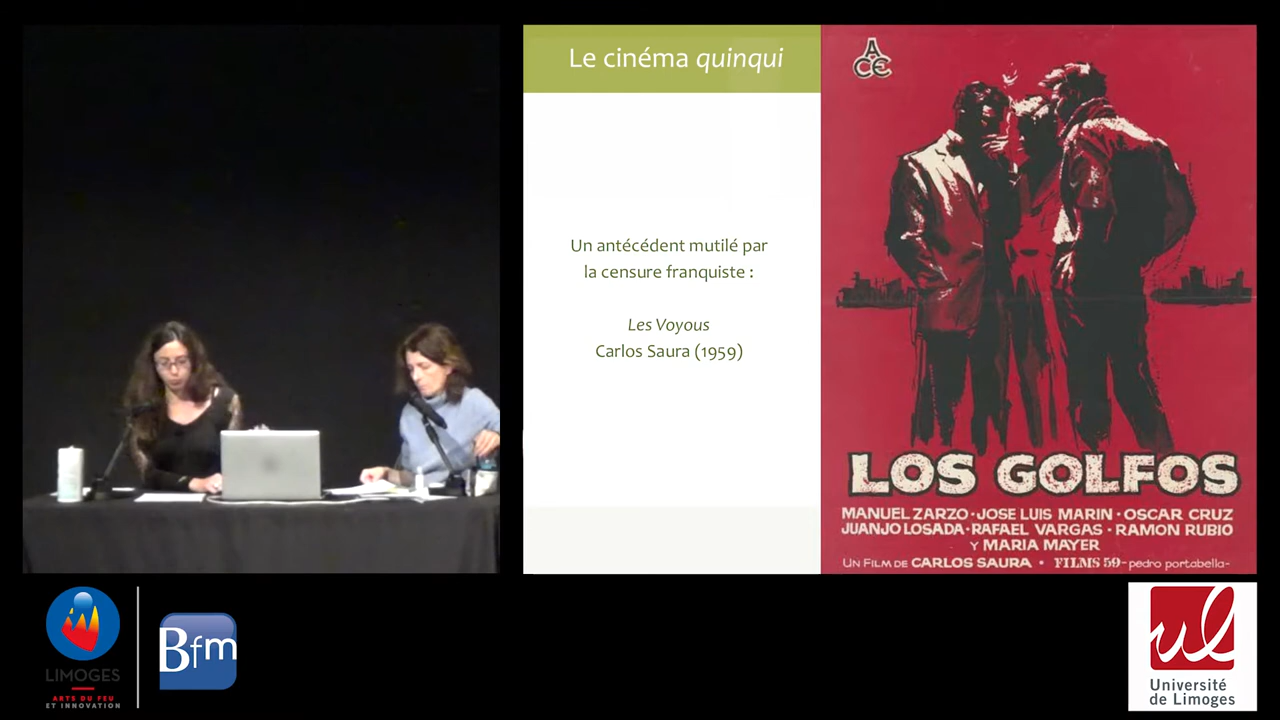 Le cinéma quinqui
Un antécédent mutilé par
la censure franquiste :
Les Voyous
Carlos Saura (1959)
ACE
LOS GOLFOS
MANUEL ZARZO · JOSE LUIS MARIN · OSCAR CRUZ
JUANJO LOSADA · RAFAEL VARGAS · RAMON RUBIO
Y MARIA MAYER
UN FILM DE CARLOS SAURA · FILMS 59 - pedro portabella -
LIMOGES
ARTS DU FEU
ET INNOVATION
Bfm
ul
Université
de Limoges